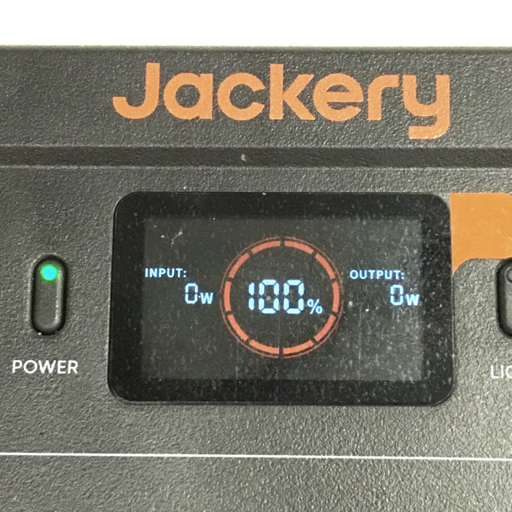 Jackery
INPUT:
0W
100%
OUTPUT:
0W
POWER